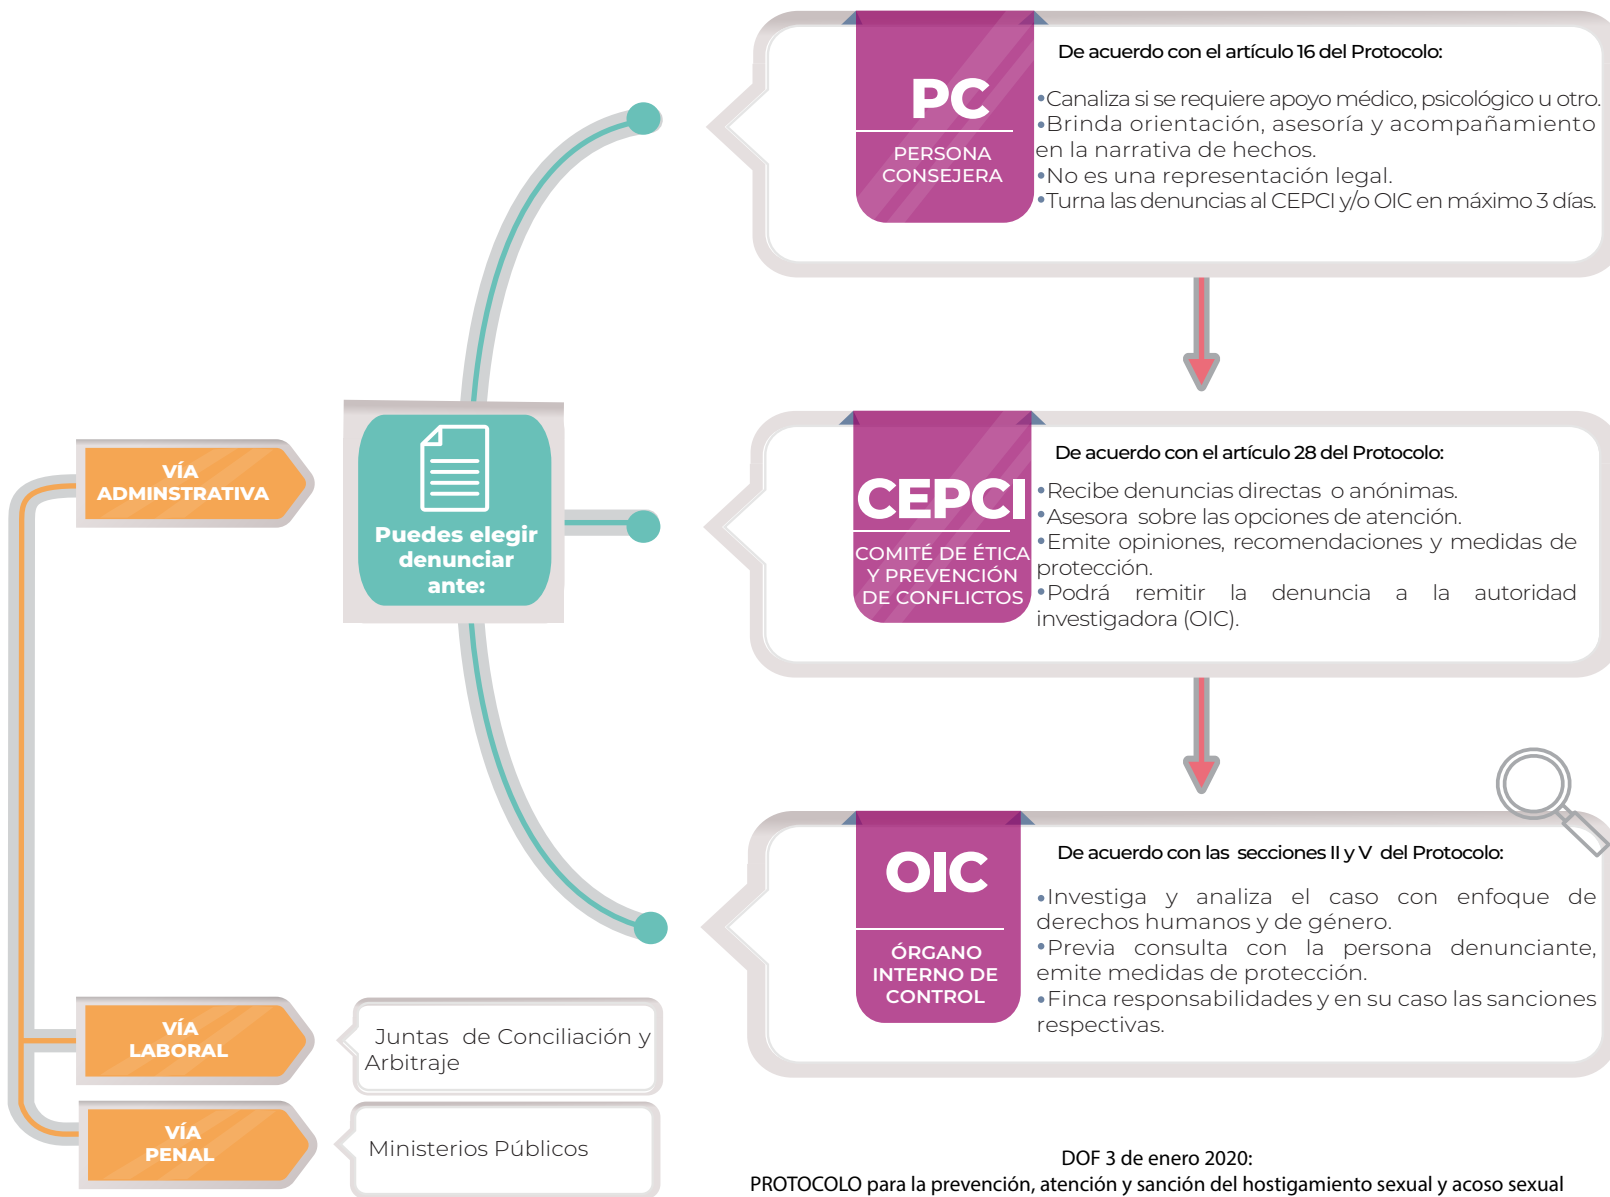 VÍA
ADMINSTRATIVA
Puedes elegir
denunciar
ante:
PC
PERSONA
CONSEJERA
De acuerdo con el artículo 16 del Protocolo:
•Canaliza si se requiere apoyo médico, psicológico u otro.
•Brinda orientación, asesoría y acompañamiento
en la narrativa de hechos.
•No es una representación legal.
•Turna las denuncias al CEPCI y/o OIC en máximo 3 días.
CEPCI
COMITÉ DE ÉTICA
Y PREVENCIÓN
DE CONFLICTOS
De acuerdo con el artículo 28 del Protocolo:
•Recibe denuncias directas o anónimas.
•Asesora sobre las opciones de atención.
•Emite opiniones, recomendaciones y medidas de
protección.
•Podrá remitir la denuncia a la autoridad
investigadora (OIC).
OIC
ÓRGANO
INTERNO DE
CONTROL
De acuerdo con las secciones II y V del Protocolo:
•Investiga y analiza el caso con enfoque de
derechos humanos y de género.
•Previa consulta con la persona denunciante,
emite medidas de protección.
•Finca responsabilidades y en su caso las sanciones
respectivas.
VÍA
LABORAL
Juntas de Conciliación y
Arbitraje
VÍA
PENAL
Ministerios Públicos
DOF 3 de enero 2020:
PROTOCOLO para la prevención, atención y sanción del hostigamiento sexual y acoso sexual